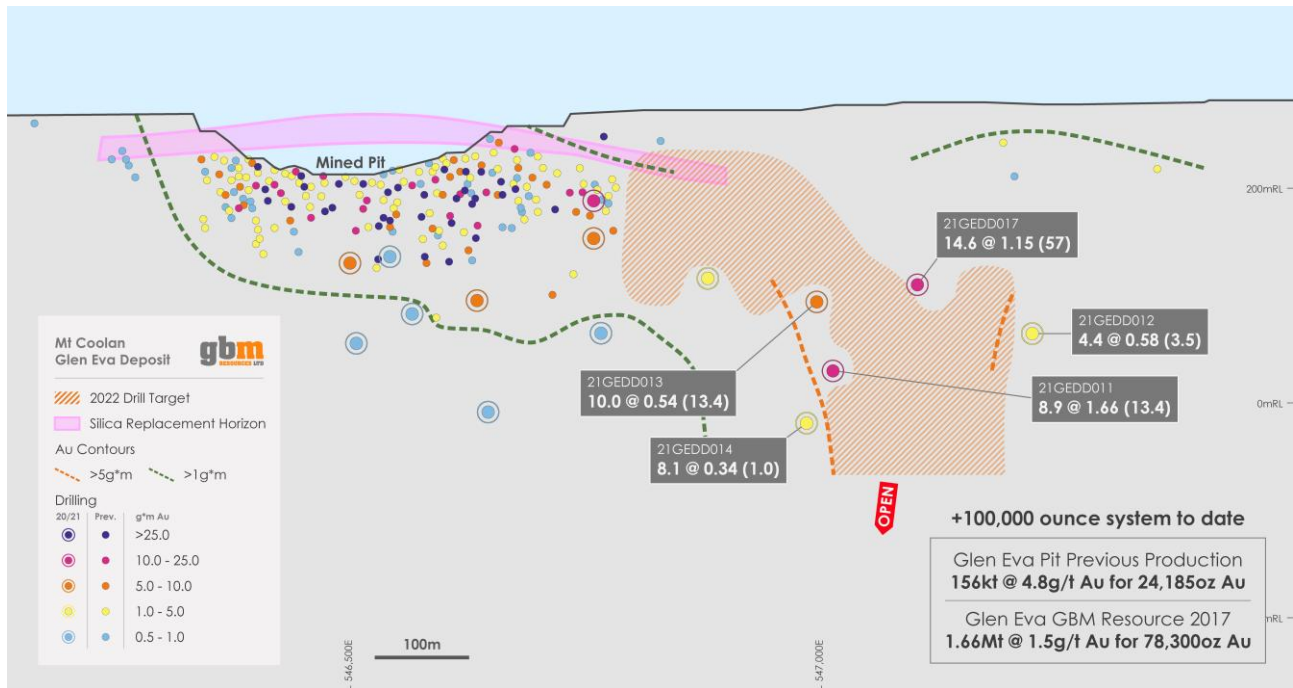 Mined Pit
200mRL
21GEDD017
14.6 @ 1.15 (57)
21GEDD012
4.4 @ 0.58 (3.5)
21GEDD013
10.0 @ 0.54 (13.4)
21GEDD011
8.9 @ 1.66 (13.4)
0mRL
21GEDD014
8.1 @ 0.34 (1.0)
OPEN
Mt Coolan
Glen Eva Deposit
gbm
RESOURCES LTD
2022 Drill Target
Silica Replacement Horizon
Au Contours
>5g*m
>1g*m
Drilling
20/21 Prev. g*m Au
>25.0
10.0 - 25.0
5.0 - 10.0
1.0 - 5.0
0.5 - 1.0
100m
546,500E
547,000E
+100,000 ounce system to date
Glen Eva Pit Previous Production
156kt @ 4.8g/t Au for 24,185oz Au
Glen Eva GBM Resource 2017
1.66Mt @ 1.5g/t Au for 78,300oz Au
mRL